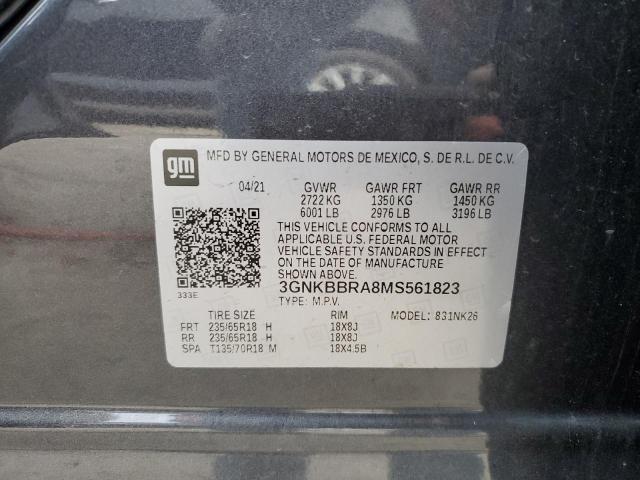 gm
MFD BY GENERAL MOTORS DE MEXICO, S. DE R.L. DE C.V.
04/21 GVWR GAWR FRT GAWR RR
2722 KG 1350 KG 1450 KG
6001 LB 2976 LB 3196 LB
THIS VEHICLE CONFORMS TO ALL
APPLICABLE U.S. FEDERAL MOTOR
VEHICLE SAFETY STANDARDS IN EFFECT
ON THE DATE OF MANUFACTURE
SHOWN ABOVE.
333E
3GNKBBRA8MS561823
TYPE: M.P.V.
TIRE SIZE RIM MODEL: 831NK26
FRT 235/65R18 H 18X8J
RR 235/65R18 H 18X8J
SPA T135/70R18 M 18X4.5B